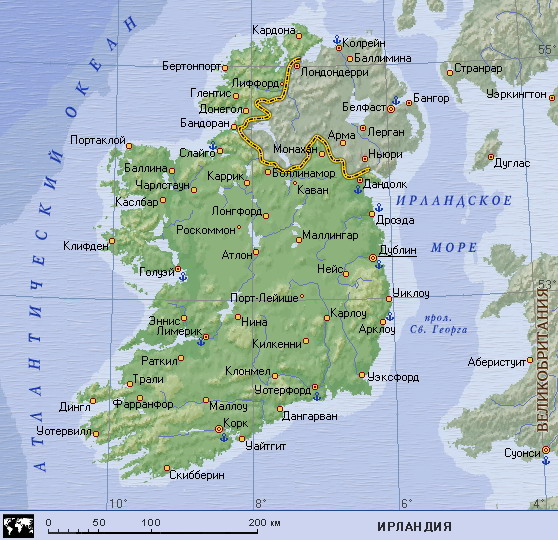 Кардона
Колрейн
Баллимина
55°
Бертонпорт
Лондондерри
Странрар
Лиффорд
Глентис
Бангор
Уэркингтон
Донегол
Белфаст
Бандоран
Лерган
Арма
Портаклой
Слайго
Монахан
Ньюри
Дуглас
Баллина
Боллинамор
Каррик
Дандолк
Чарлстаун
Каван
Каслбар
ИРЛАНДСКОЕ
МОРЕ
Лонгфорд
Дрозда
Роскоммон
Маллингар
Клифден
Атлон
Дублин
Голуэй
Нейс
53°
Порт-Лейише
Уиклоу
Эннис
Нина
Карлоу
прол.
Св. Георга
Лимерик
Арклоу
Килкенни
Раткил
Аберистуит
Клонмел
Уэксфорд
Трали
Уотерфорд
Дингл
Фарранфор
Маллоу
Дангарван
Уотервилл
Корк
Уайтгит
Суонси
Скибберин
АТЛАНТИЧЕСКИЙ ОКЕАН
ВЕЛИКОБРИТАНИЯ
10°
8°
6°
4°
0 50 100 200 км
ИРЛАНДИЯ